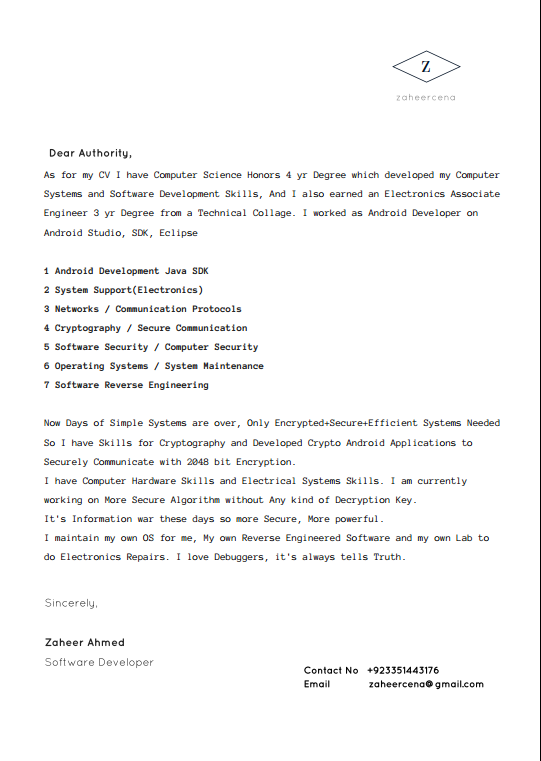 Z
zaheercena
Dear Authority,
As for my CV I have Computer Science Honors 4 yr Degree which developed my Computer
Systems and Software Development Skills, And I also earned an Electronics Associate
Engineer 3 yr Degree from a Technical Collage. I worked as Android Developer on
Android Studio, SDK, Eclipse
1 Android Development Java SDK
2 System Support(Electronics)
3 Networks / Communication Protocols
4 Cryptography / Secure Communication
5 Software Security / Computer Security
6 Operating Systems / System Maintenance
7 Software Reverse Engineering
Now Days of Simple Systems are over, Only Encrypted+Secure+Efficient Systems Needed
So I have Skills for Cryptography and Developed Crypto Android Applications to
Securely Communicate with 2048 bit Encryption.
I have Computer Hardware Skills and Electrical Systems Skills. I am currently
working on More Secure Algorithm without Any kind of Decryption Key.
It's Information war these days so more Secure, More powerful.
I maintain my own OS for me, My own Reverse Engineered Software and my own Lab to
do Electronics Repairs. I love Debuggers, it's always tells Truth.
Sincerely,
Zaheer Ahmed
Software Developer
Contact No +923351443176
Email zaheercena@gmail.com